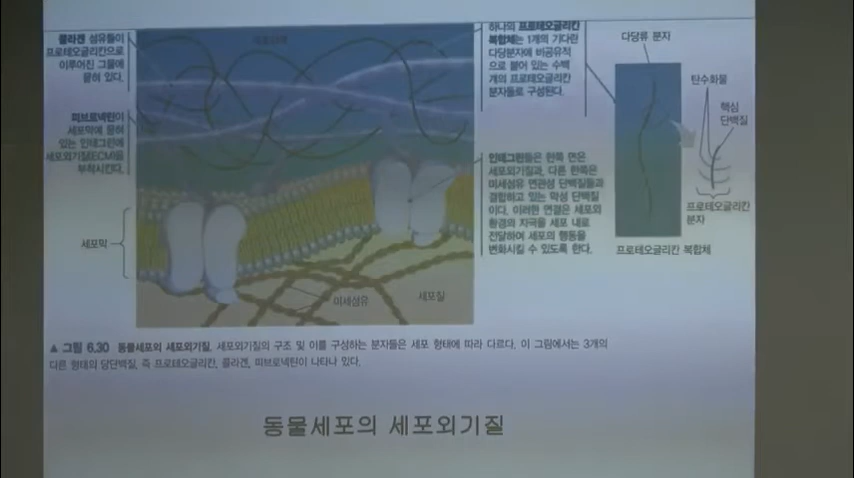 콜라겐 섬유들이
프로테오글리칸으로
이루어진 그물에
묻혀 있다.
피브로넥틴이
세포막에 묻혀
있는 인테그린에
세포외기질(ECM)을
부착시킨다.
세포막
하나의 프로테오글리칸
복합체는 1개의 기다란
다당분자에 비공유적
으로 붙어 있는 수백
개의 프로테오글리칸
분자들로 구성된다.
인테그린들은 한쪽 면은
세포외기질과, 다른 한쪽은
미세섬유 연관성 단백질들과
결합하고 있는 막성 단백질
이다. 이러한 연결은 세포외
환경의 자극을 세포 내로
전달하여 세포의 행동을
변화시킬 수 있도록 한다.
미세섬유
세포질
다당류 분자
탄수화물
핵심
단백질
프로테오글리칸
분자
프로테오글리칸 복합체
▲ 그림 6.30 동물세포의 세포외기질. 세포외기질의 구조 및 이를 구성하는 분자들은 세포 형태에 따라 다르다. 이 그림에서는 3개의
다른 형태의 당단백질, 즉 프로테오글리칸, 콜라겐, 피브로넥틴이 나타나 있다.
동물세포의 세포외기질